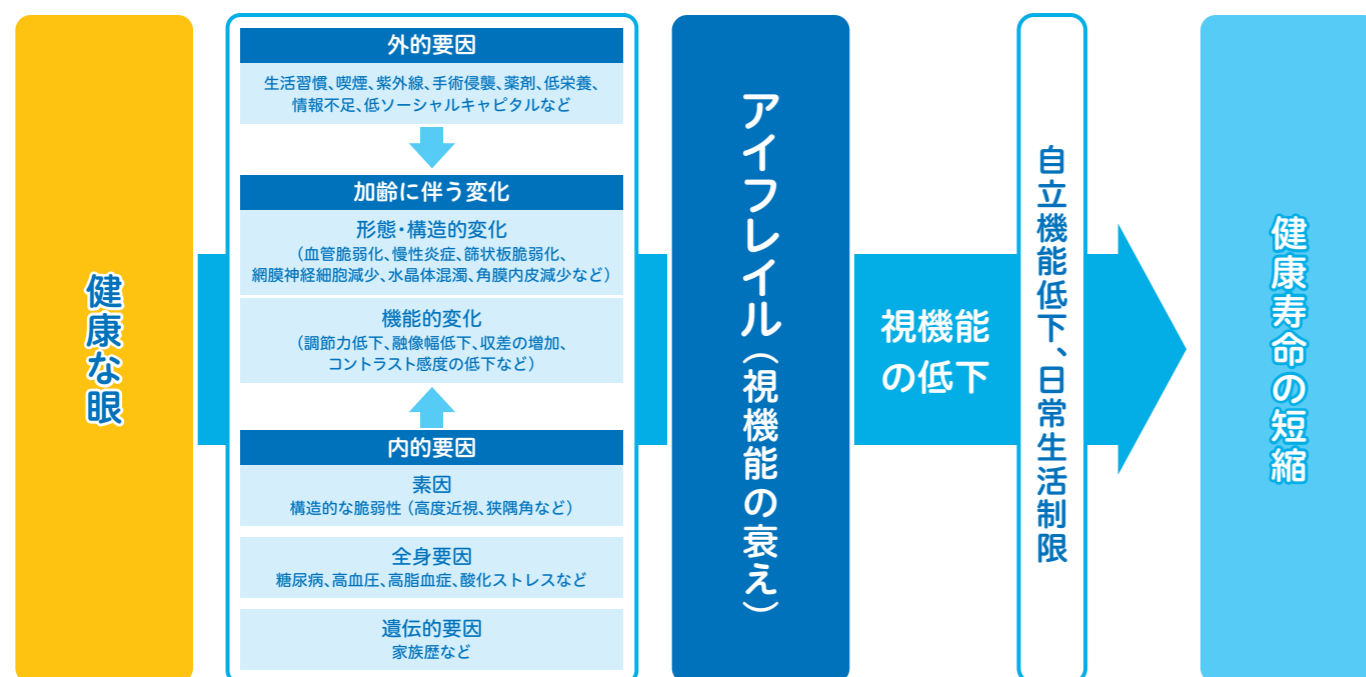 健康な眼
外的要因
生活習慣、喫煙、紫外線、手術侵襲、薬剤、低栄養、
情報不足、低ソーシャルキャピタルなど
加齢に伴う変化
形態・構造的変化
（血管脆弱化、慢性炎症、篩状板脆弱化、
網膜神経細胞減少、水晶体混濁、角膜内皮減少など）
機能的変化
（調節力低下、融像幅低下、収差の増加、
コントラスト感度の低下など）
内的要因
素因
構造的な脆弱性（高度近視、狭隅角など）
全身要因
糖尿病、高血圧、高脂血症、酸化ストレスなど
遺伝的要因
家族歴など
アイフレイル（視機能の衰え）
視機能
の低下
自立機能低下、日常生活制限
健康寿命の短縮